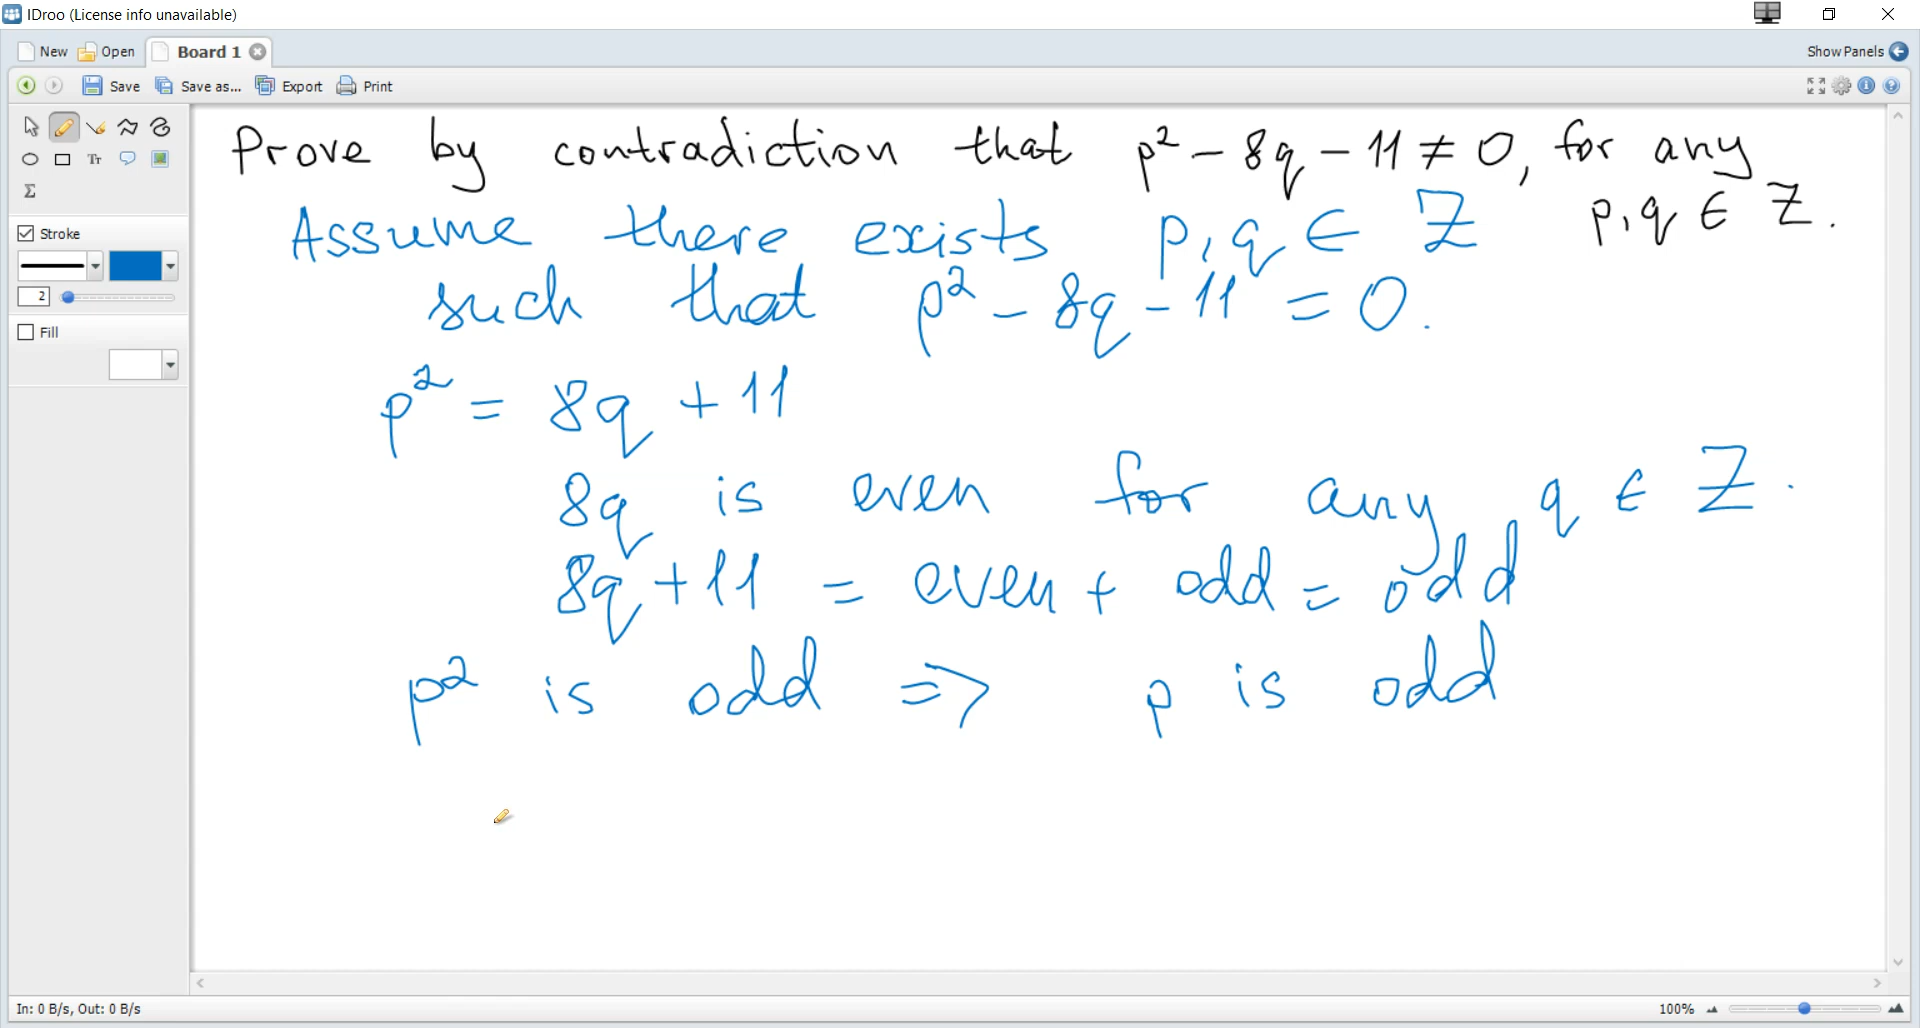 IDroo (License info unavailable)
New Open Board 1 Show Panels
Save Save as... Export Print
Prove by contradiction that p² - 8q - 11 ≠ 0, for any
p, q ∈ Z.
Assume there exists p, q ∈ Z
such that p² - 8q - 11 = 0.
p² = 8q + 11
8q is even for any q ∈ Z.
8q + 11 = even + odd = odd
p² is odd => p is odd
Tт
Σ
Stroke
2
Fill
In: 0 B/s, Out: 0 B/s 100%